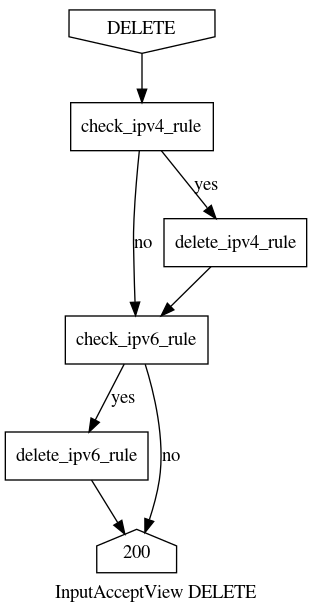 DELETE
check_ipv4_rule
yes
no
delete_ipv4_rule
check_ipv6_rule
yes
delete_ipv6_rule
no
200
InputAcceptView DELETE